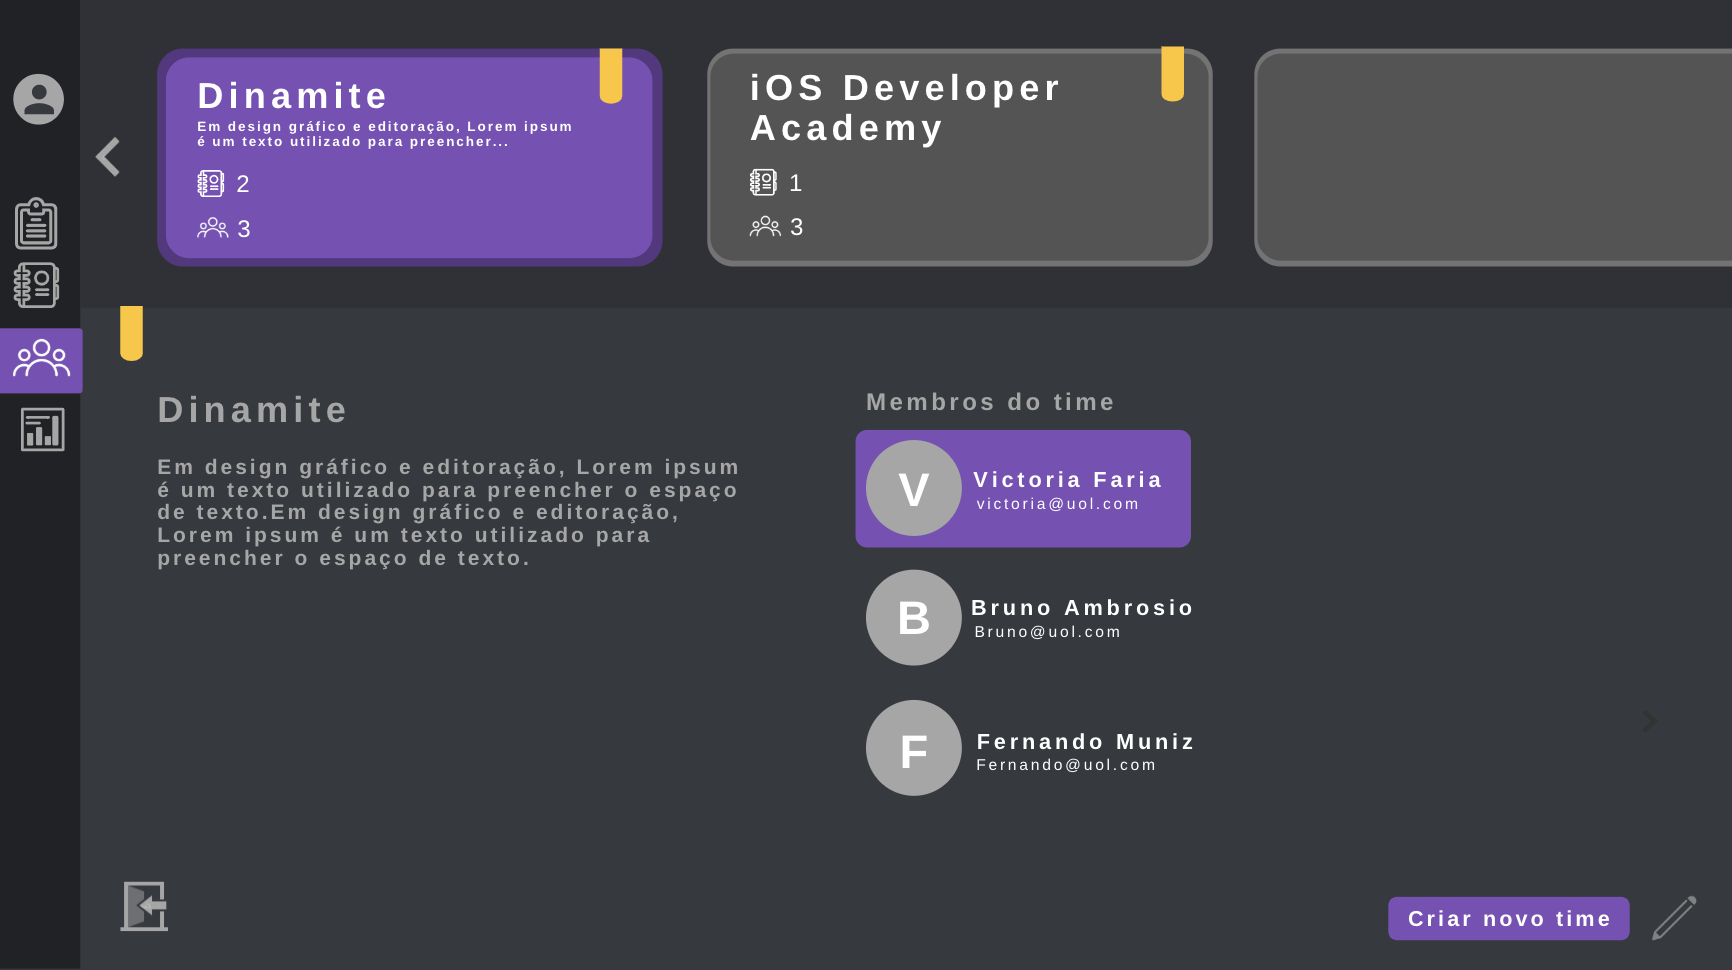 Dinamite
Em design gráfico e editoração, Lorem ipsum
é um texto utilizado para preencher...
2
3
iOS Developer
Academy
1
3
Dinamite
Em design gráfico e editoração, Lorem ipsum
é um texto utilizado para preencher o espaço
de texto.Em design gráfico e editoração,
Lorem ipsum é um texto utilizado para
preencher o espaço de texto.
Membros do time
V
Victoria Faria
victoria@uol.com
B
Bruno Ambrosio
Bruno@uol.com
F
Fernando Muniz
Fernando@uol.com
Criar novo time